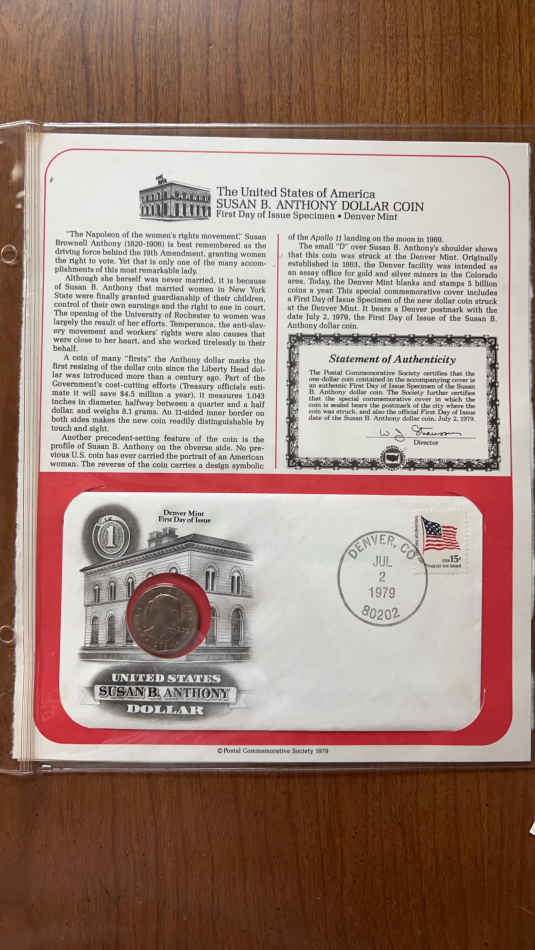 The United States of America
SUSAN B. ANTHONY DOLLAR COIN
First Day of Issue Specimen • Denver Mint
"The Napoleon of the women's rights movement," Susan
Brownell Anthony (1820-1906) is best remembered as the
driving force behind the 19th Amendment, granting women
the right to vote. Yet that is only one of the many accom-
plishments of this most remarkable lady.
Although she herself was never married, it is because
of Susan B. Anthony that married women in New York
State were finally granted guardianship of their children,
control of their own earnings and the right to sue in court.
The opening of the University of Rochester to women was
largely the result of her efforts. Temperance, the anti-slav-
ery movement and workers' rights were also causes that
were close to her heart, and she worked tirelessly in their
behalf.
A coin of many "firsts" the Anthony dollar marks the
first resizing of the dollar coin since the Liberty Head dol-
lar was introduced more than a century ago. Part of the
Government's cost-cutting efforts (Treasury officials esti-
mate it will save $4.5 million a year), it measures 1.043
inches in diameter, halfway between a quarter and a half
dollar, and weighs 8.1 grams. An 11-sided inner border on
both sides makes the new coin readily distinguishable by
touch and sight.
Another precedent-setting feature of the coin is the
profile of Susan B. Anthony on the obverse side. No pre-
vious U.S. coin has ever carried the portrait of an American
woman. The reverse of the coin carries a design symbolic
of the Apollo 11 landing on the moon in 1969.
The small "D" over Susan B. Anthony's shoulder shows
that this coin was struck at the Denver Mint. Originally
established in 1863, the Denver facility was intended as
an assay office for gold and silver miners in the Colorado
area. Today, the Denver Mint blanks and stamps 5 billion
coins a year. This special commemorative cover includes
a First Day of Issue Specimen of the new dollar coin struck
at the Denver Mint. It bears a Denver postmark with the
date July 2, 1979, the First Day of Issue of the Susan B.
Anthony dollar coin.
Statement of Authenticity
The Postal Commemorative Society certifies that the
one-dollar coin contained in the accompanying cover is
an authentic First Day of Issue Specimen of the Susan
B. Anthony dollar coin. The Society further certifies
that the special commemorative cover in which the
coin is sealed bears the postmark of the city where the
coin was struck, and also the official First Day of Issue
date of the Susan B. Anthony dollar coin, July 2, 1979.
Director
Denver Mint
First Day of Issue
1
DENVER, CO
JUL
2
1979
80202
USA 15c
UNITED STATES
SUSAN B. ANTHONY
DOLLAR
© Postal Commemorative Society 1979